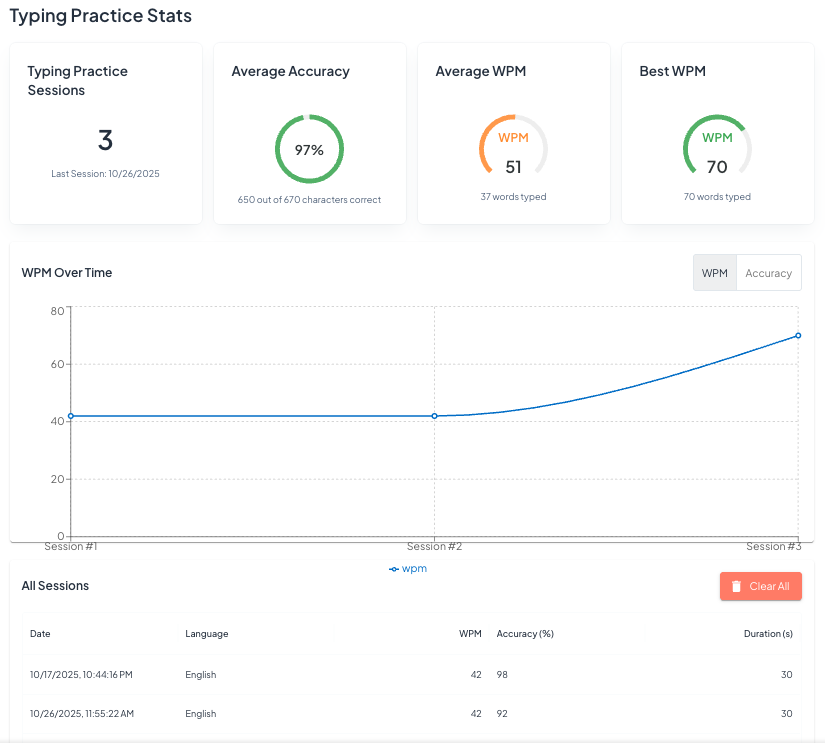 Typing Practice Stats
Typing Practice
Sessions
3
Last Session: 10/26/2025
Average Accuracy
97%
650 out of 670 characters correct
Average WPM
WPM
51
37 words typed
Best WPM
WPM
70
70 words typed
WPM Over Time
WPM Accuracy
80
60
40
20
0
Session #1 Session #2 Session #3
wpm
All Sessions
Clear All
Date Language WPM Accuracy (%) Duration (s)
10/17/2025, 10:44:16 PM English 42 98 30
10/26/2025, 11:55:22 AM English 42 92 30